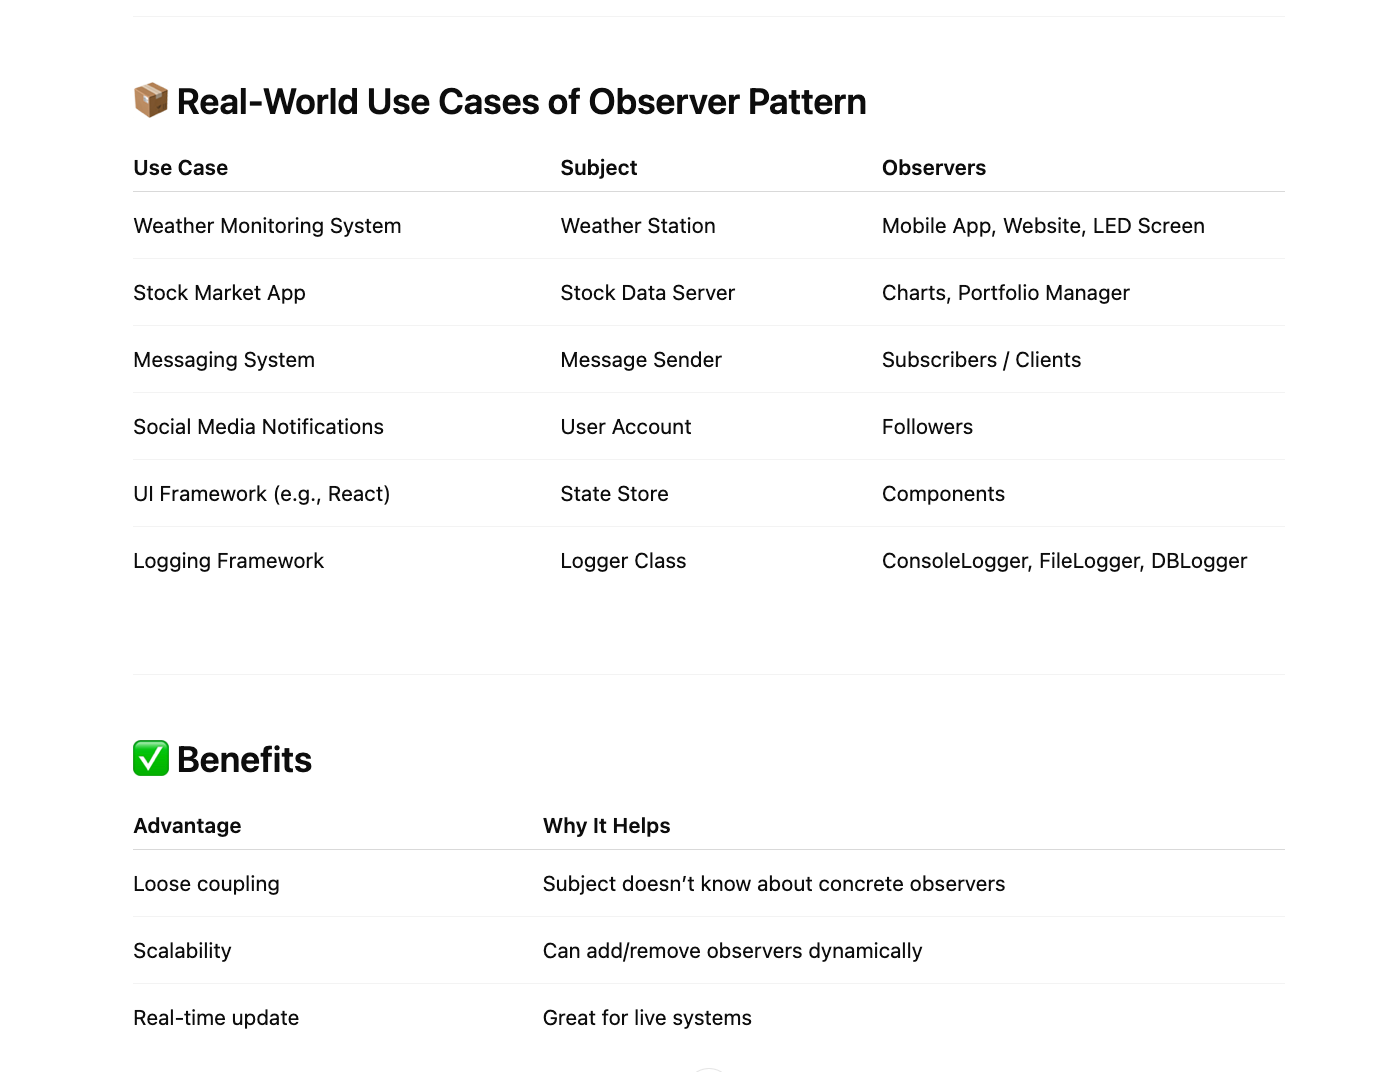 📦 Real-World Use Cases of Observer Pattern
Use Case Subject Observers
Weather Monitoring System Weather Station Mobile App, Website, LED Screen
Stock Market App Stock Data Server Charts, Portfolio Manager
Messaging System Message Sender Subscribers / Clients
Social Media Notifications User Account Followers
UI Framework (e.g., React) State Store Components
Logging Framework Logger Class ConsoleLogger, FileLogger, DBLogger
✅ Benefits
Advantage Why It Helps
Loose coupling Subject doesn’t know about concrete observers
Scalability Can add/remove observers dynamically
Real-time update Great for live systems